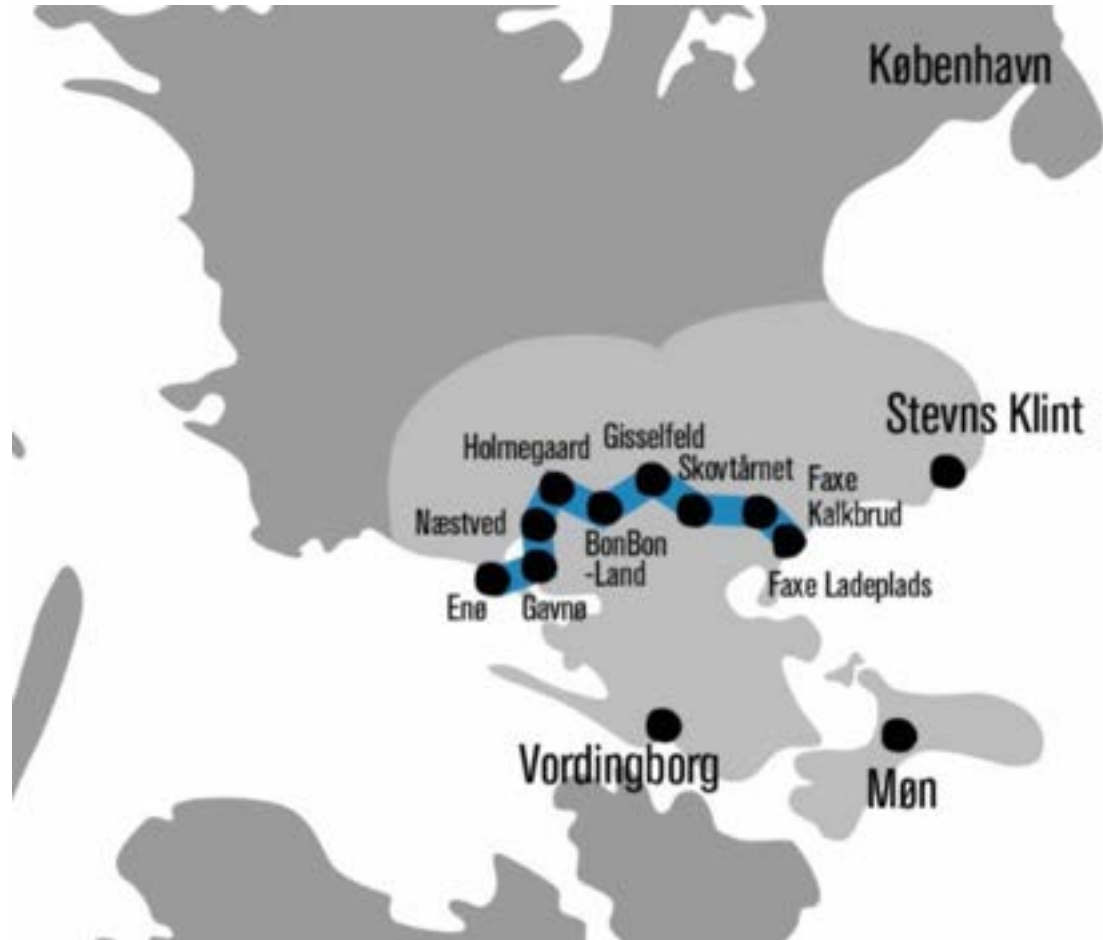 København
Stevns Klint
Gisselfeld
Holmegaard
Skovtårnet
Faxe
Kalkbrud
Næstved
BonBon
-Land
Faxe Ladeplads
Enø
Gavnø
Vordingborg
Møn